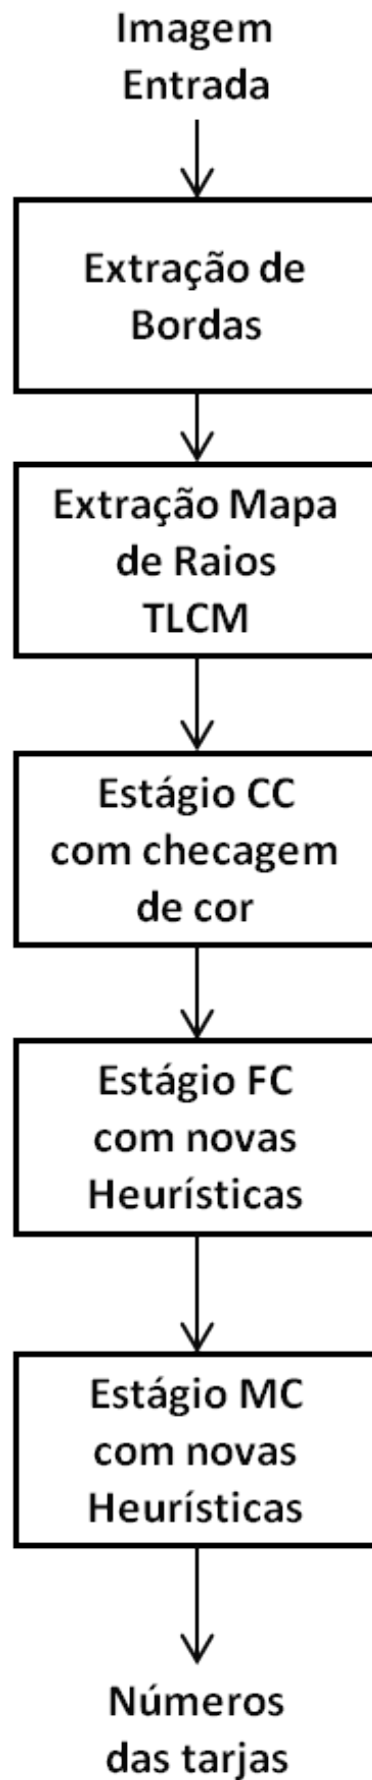 Imagem
Entrada
Extração de
Bordas
Extração Mapa
de Raios
TLCM
Estágio CC
com checagem
de cor
Estágio FC
com novas
Heurísticas
Estágio MC
com novas
Heurísticas
Números
das tarjas